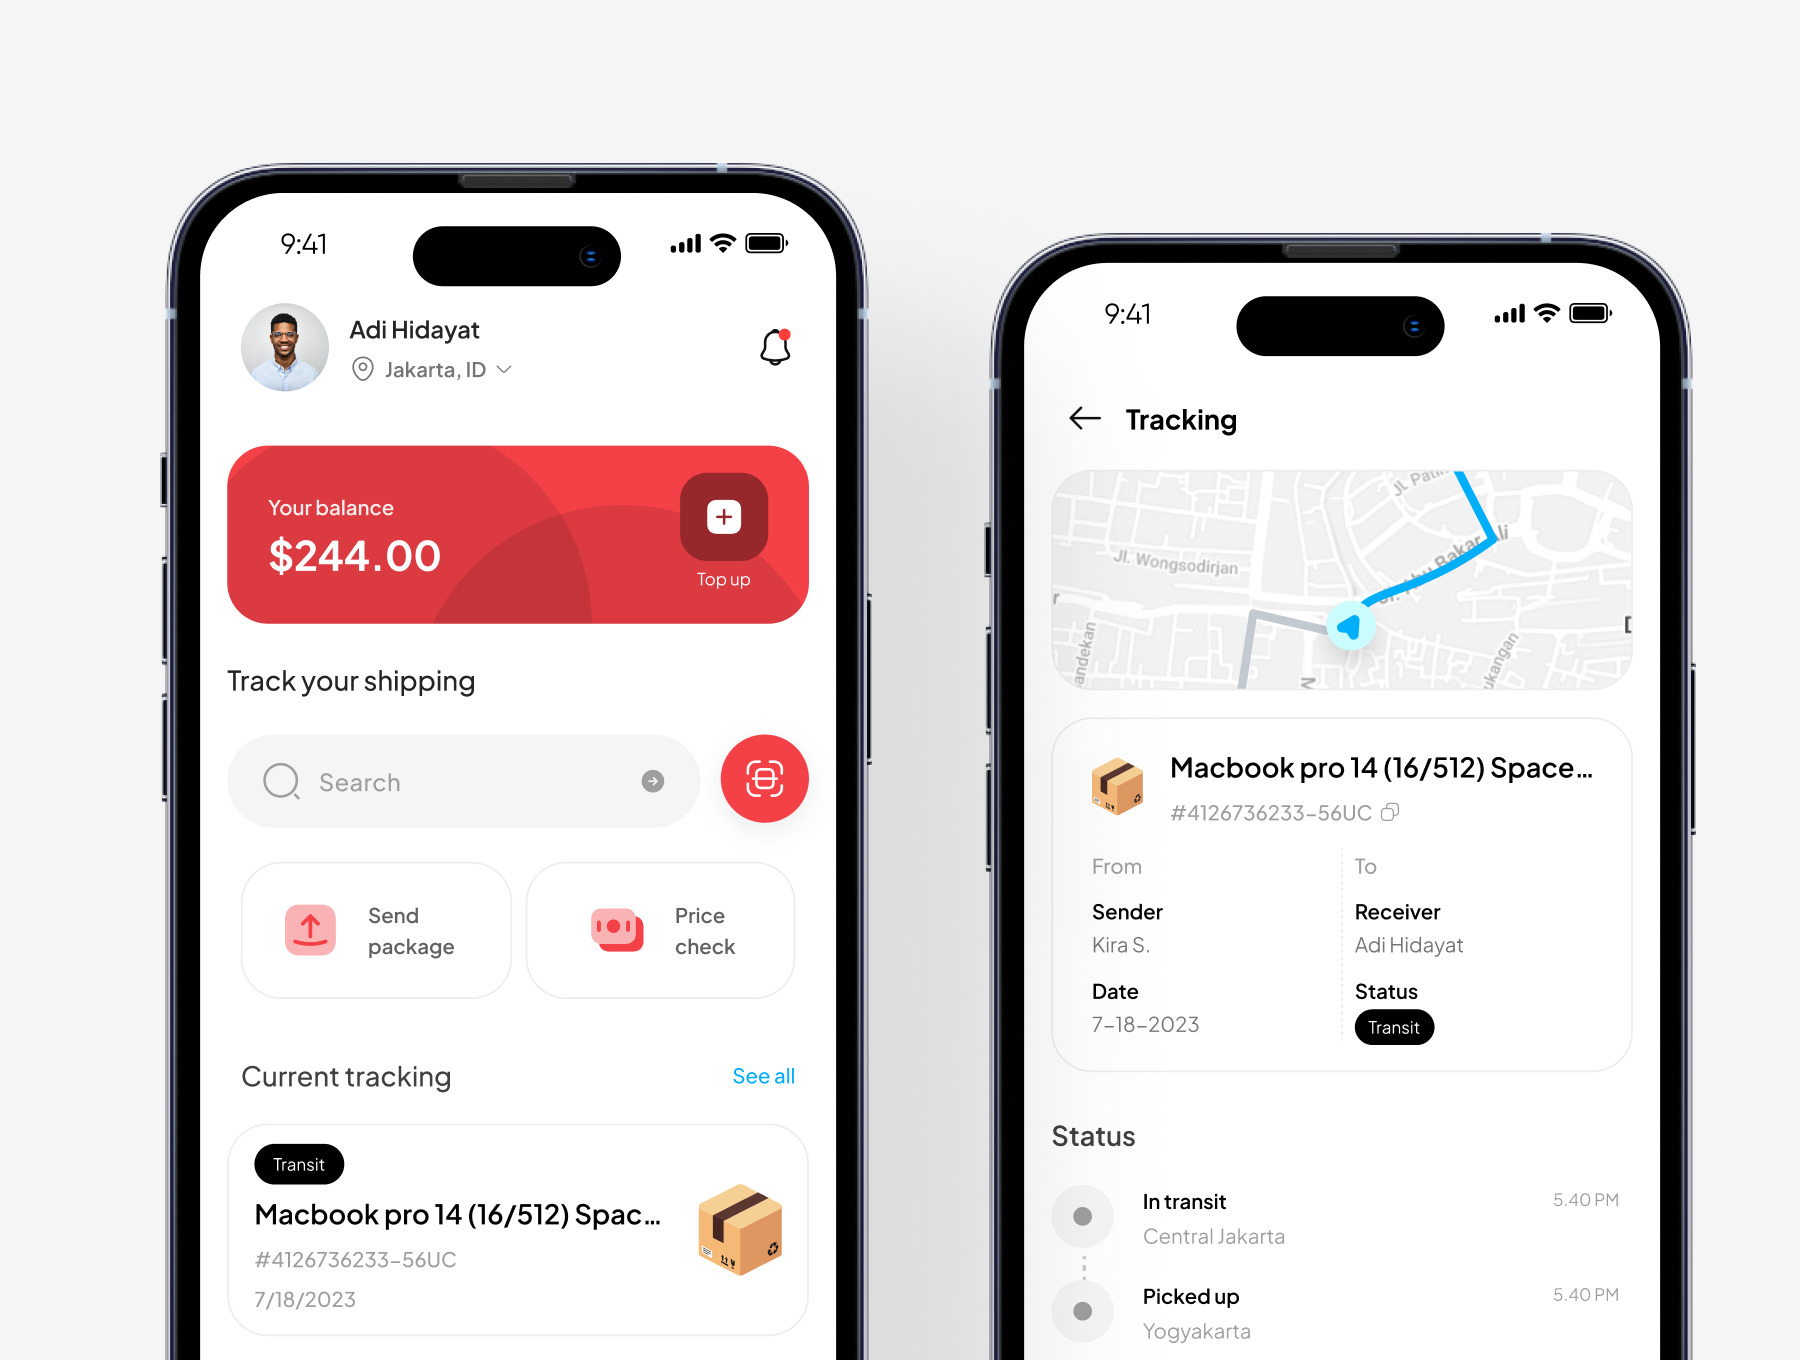 9:41
Adi Hidayat
Jakarta, ID
Your balance
$244.00
Top up
Track your shipping
Search
Send
package
Price
check
Current tracking
See all
Transit
Macbook pro 14 (16/512) Spac...
#4126736233-56UC
7/18/2023
9:41
Tracking
Jl. Wongsodirjan
andekan
ukangan
Macbook pro 14 (16/512) Space...
#4126736233-56UC
From
To
Sender
Receiver
Kira S.
Adi Hidayat
Date
Status
7-18-2023
Transit
Status
In transit
5.40 PM
Central Jakarta
Picked up
5.40 PM
Yogyakarta